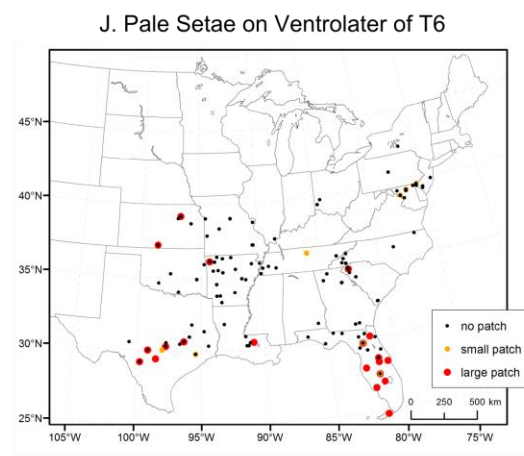 J. Pale Setae on Ventrolater of T6
45°N
40°N
35°N
30°N
25°N
no patch
small patch
large patch
0 250 500 km
105°W 100°W 95°W 90°W 85°W 80°W 75°W